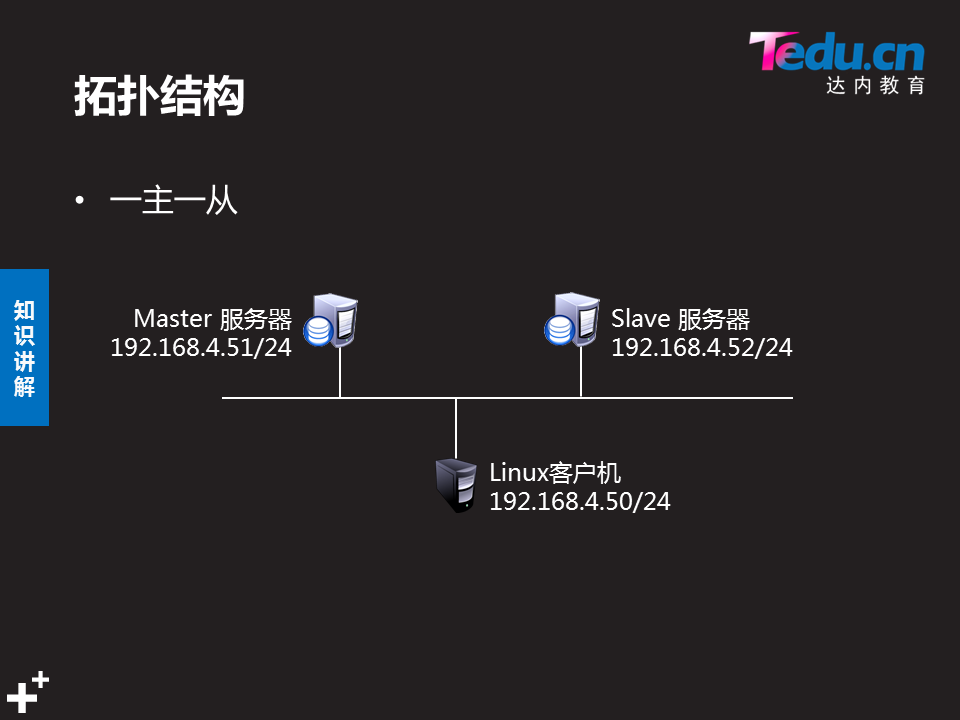 Tedu.cn
达内教育
拓扑结构
• 一主一从
知识讲解
Master 服务器
192.168.4.51/24
Slave 服务器
192.168.4.52/24
Linux客户机
192.168.4.50/24